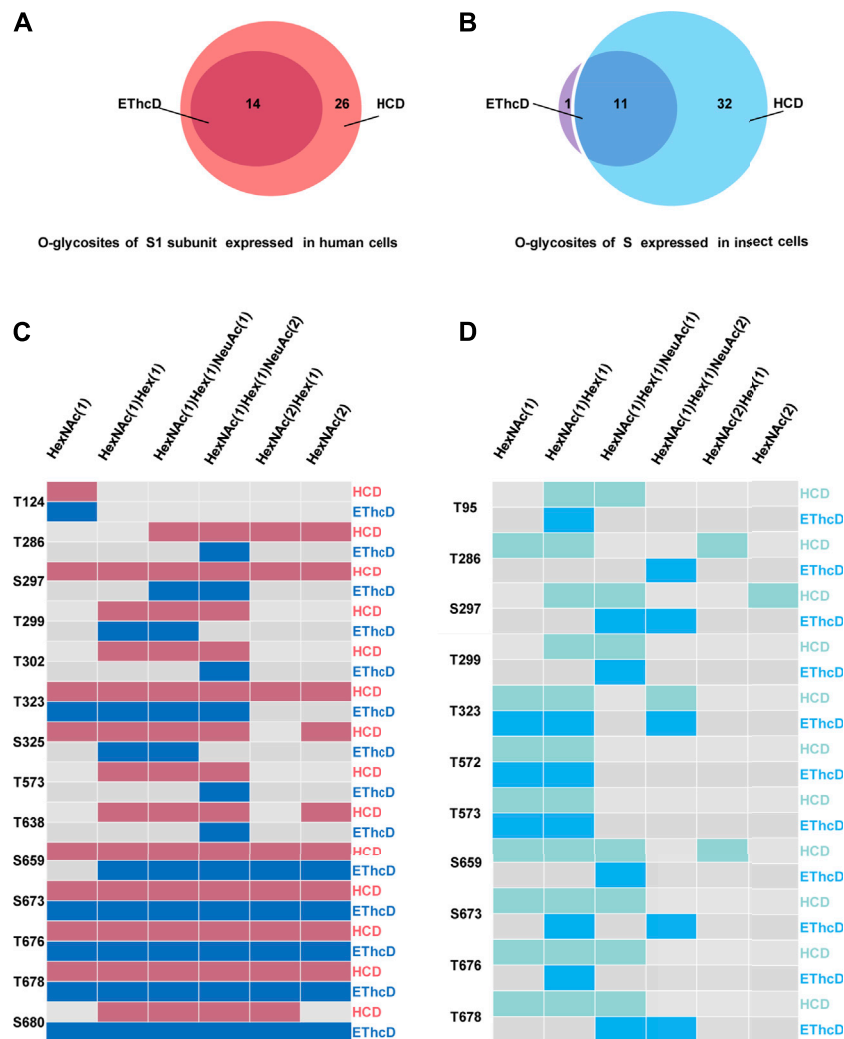 A
B
EThcD
14
26
HCD
EThcD
1
11
32
HCD
O-glycosites of S1 subunit expressed in human cells
O-glycosites of S expressed in insect cells
C
D
HexNAc(1)
HexNAc(1)Hex(1)
HexNAc(1)Hex(1)NeuAc(1)
HexNAc(1)Hex(1)NeuAc(2)
HexNAc(2)Hex(1)
HexNAc(2)
T124
HCD
EThcD
T286
HCD
EThcD
S297
HCD
EThcD
T299
HCD
EThcD
T302
HCD
EThcD
T323
HCD
EThcD
S325
HCD
EThcD
T573
HCD
EThcD
T638
HCD
EThcD
S659
HCD
EThcD
S673
HCD
EThcD
T676
HCD
EThcD
T678
HCD
EThcD
S680
HCD
EThcD
HexNAc(1)
HexNAc(1)Hex(1)
HexNAc(1)Hex(1)NeuAc(1)
HexNAc(1)Hex(1)NeuAc(2)
HexNAc(2)Hex(1)
HexNAc(2)
T95
HCD
EThcD
T286
HCD
EThcD
S297
HCD
EThcD
T299
HCD
EThcD
T323
HCD
EThcD
T572
HCD
EThcD
T573
HCD
EThcD
S659
HCD
EThcD
S673
HCD
EThcD
T676
HCD
EThcD
T678
HCD
EThcD